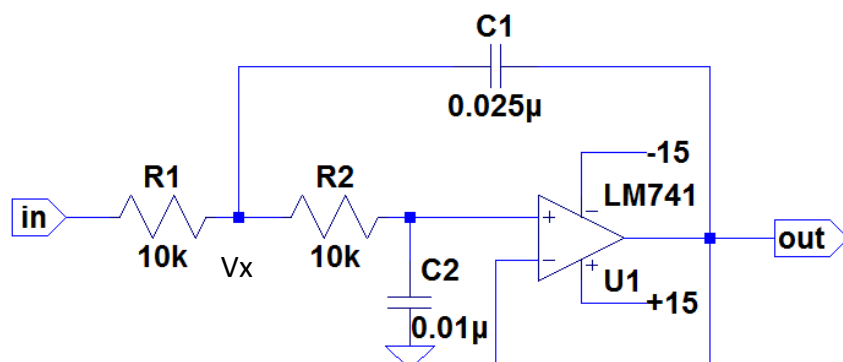 C1
0.025µ
-15
R1
R2
LM741
in
+
−
out
10k
Vx
10k
−
C2
+
U1
0.01µ
+15